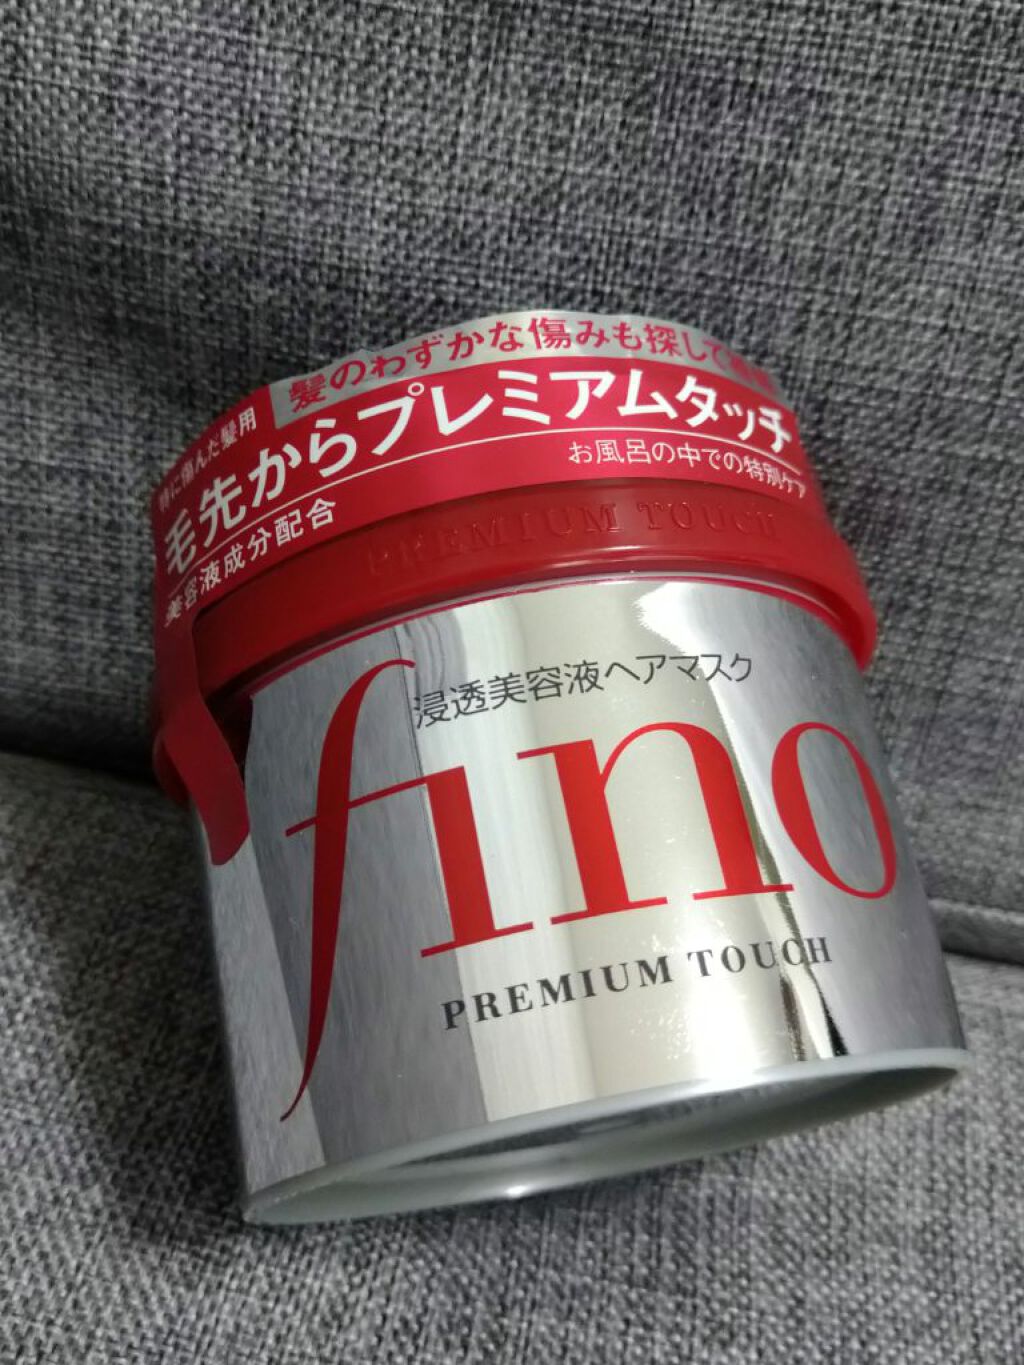 髪のわずかな傷みも探して
特に傷んだ髪用
毛先からプレミアムタッチ
お風呂の中での特別ケア
美容液成分配合
PREMIUM TOUCH
浸透美容液ヘアマスク
fino
PREMIUM TOUCH